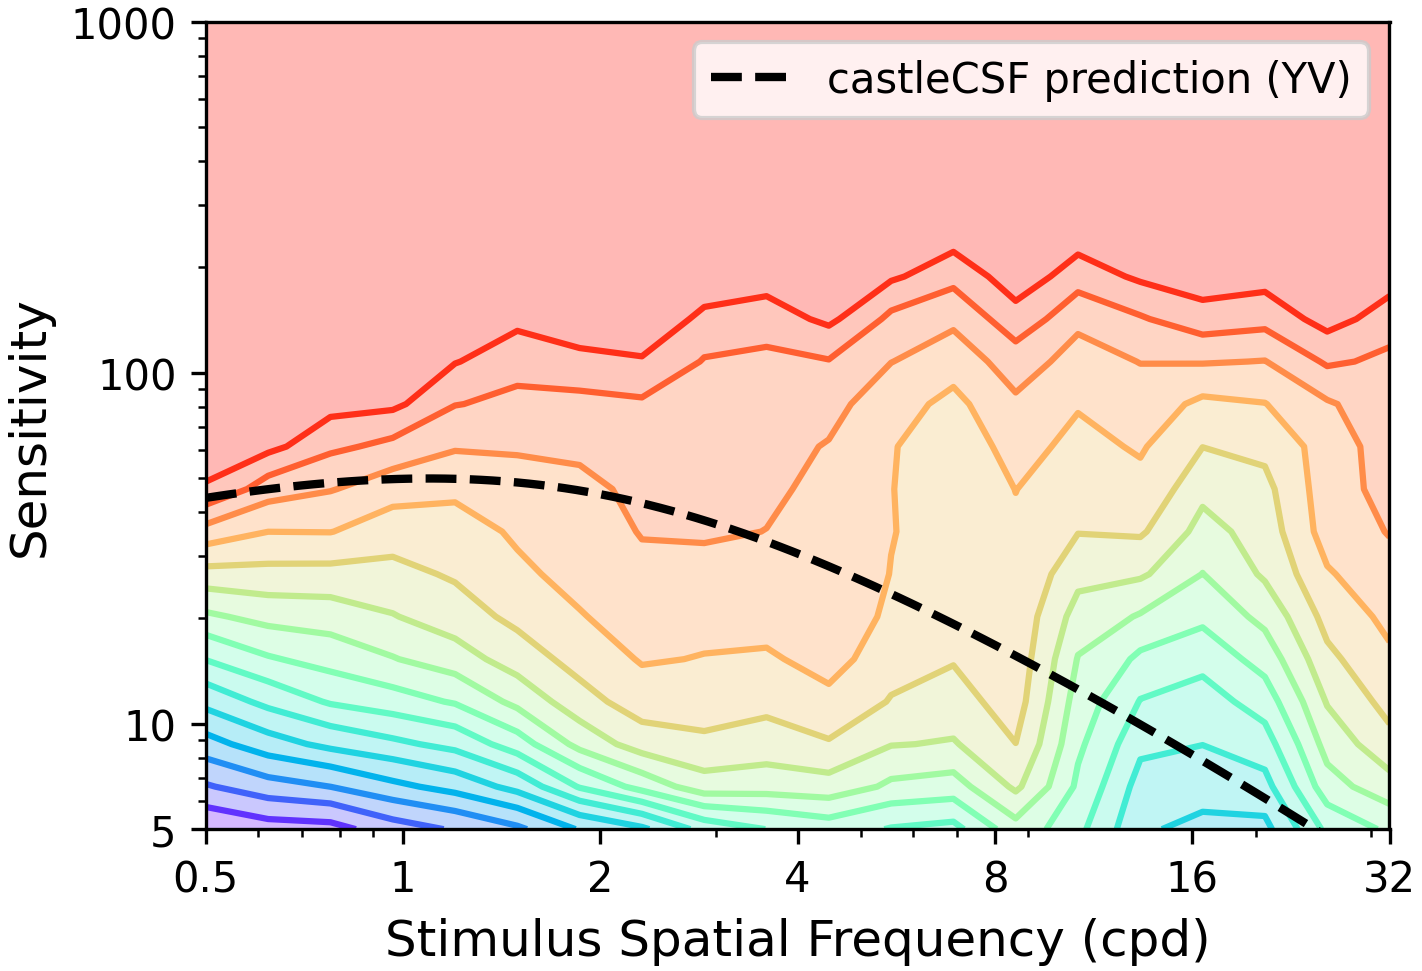 1000
castleCSF prediction (YV)
100
10
5
Sensitivity
0.5 1 2 4 8 16 32
Stimulus Spatial Frequency (cpd)